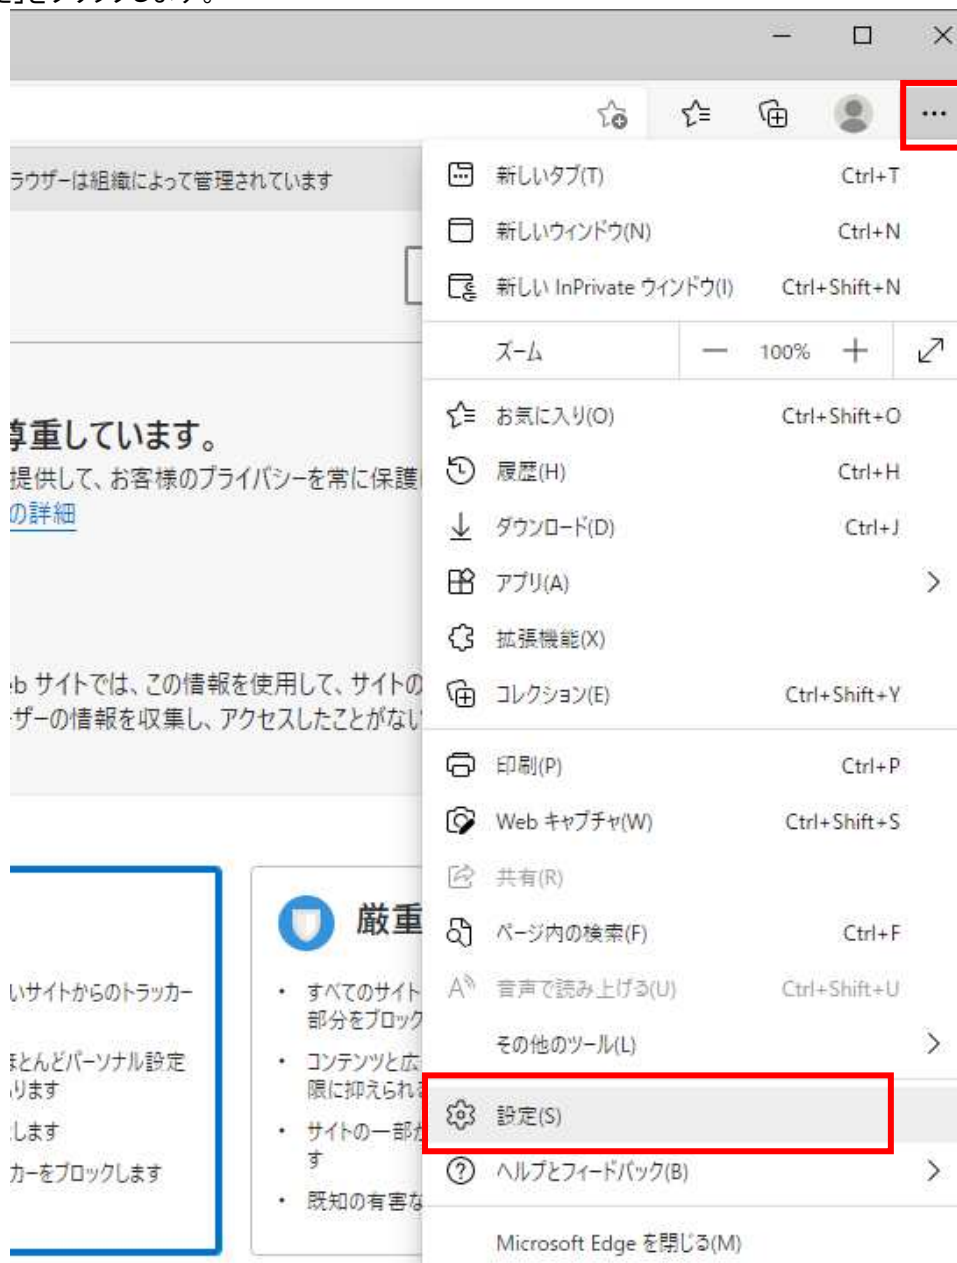 ]をクリックします。
ラウザーは組織によって管理されています
尊重しています。
提供して、お客様のプライバシーを常に保護
の詳細
b サイトでは、この情報を使用して、サイトの
ザーの情報を収集し、アクセスしたことがない
いサイトからのトラッカー
ほとんどパーソナル設定
ります
します
カーをブロックします
厳重
• すべてのサイト
部分をブロック
• コンテンツと広
限に抑えられ
• サイトの一部が
す
• 既知の有害な
新しいタブ(T) Ctrl+T
新しいウィンドウ(N) Ctrl+N
新しい InPrivate ウィンドウ(I) Ctrl+Shift+N
ズーム — 100% +
お気に入り(O) Ctrl+Shift+O
履歴(H) Ctrl+H
ダウンロード(D) Ctrl+J
アプリ(A)
拡張機能(X)
コレクション(E) Ctrl+Shift+Y
印刷(P) Ctrl+P
Web キャプチャ(W) Ctrl+Shift+S
共有(R)
ページ内の検索(F) Ctrl+F
音声で読み上げる(U) Ctrl+Shift+U
その他のツール(L)
設定(S)
ヘルプとフィードバック(B)
Microsoft Edge を閉じる(M)